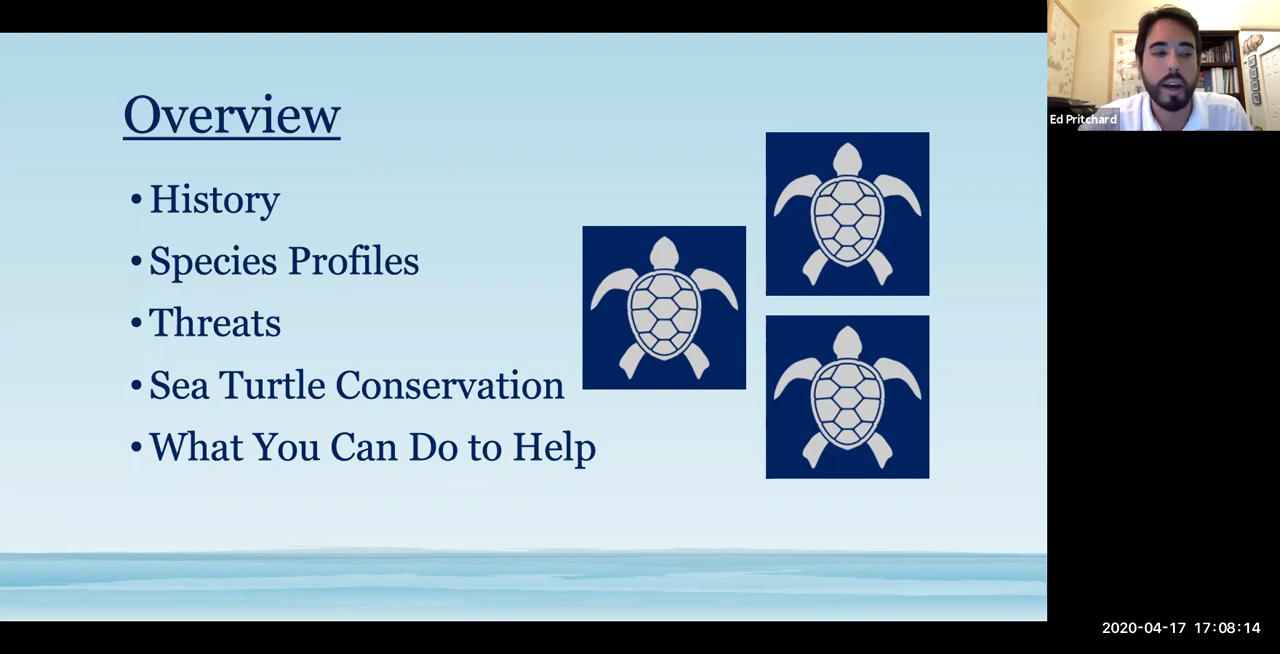 Overview
• History
• Species Profiles
• Threats
• Sea Turtle Conservation
• What You Can Do to Help
Ed Pritchard
2020-04-17 17:08:14